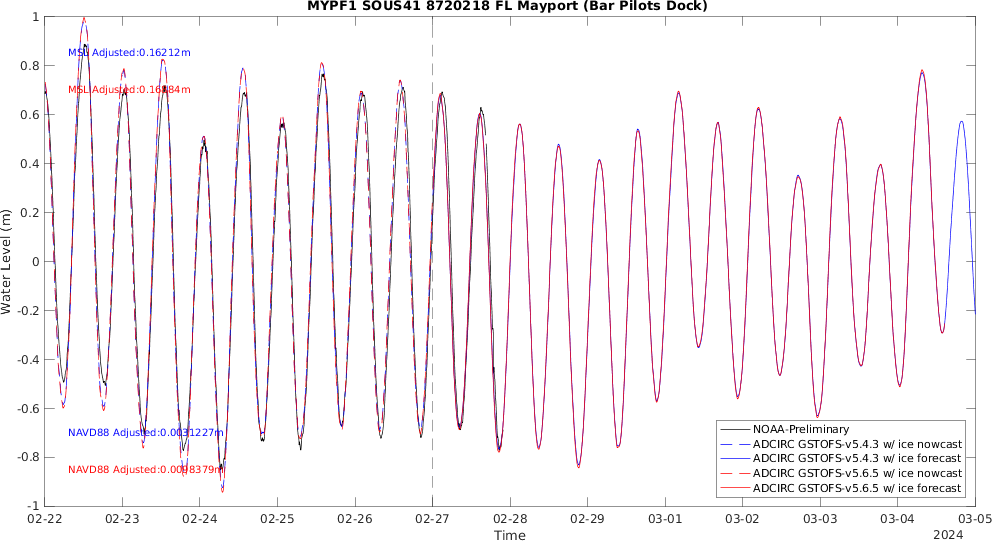 MYPF1 SOUS41 8720218 FL Mayport (Bar Pilots Dock)
Water Level (m)
1
0.8
0.6
0.4
0.2
0
-0.2
-0.4
-0.6
-0.8
-1
MSL Adjusted:0.16212m
NAVD88 Adjusted:0.0031227m
NOAA-Preliminary
ADCIRC GSTOFS-v5.4.3 w/ ice nowcast
ADCIRC GSTOFS-v5.4.3 w/ ice forecast
ADCIRC GSTOFS-v5.6.5 w/ ice nowcast
ADCIRC GSTOFS-v5.6.5 w/ ice forecast
MSL Adjusted:
NAVD88 Adjusted:0.0098379m
02-22 02-23 02-24 02-25 02-26 02-27 02-28 02-29 03-01 03-02 03-03 03-04 03-05
Time
2024